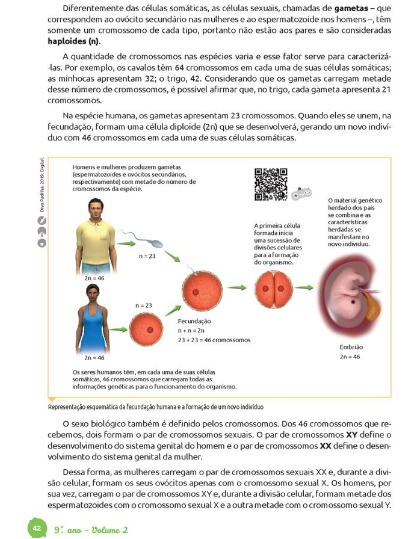 Diferentemente das células somáticas, as células sexuais, chamadas de gametas – que
correspondem ao ovócito secundário nas mulheres e ao espermatozoide nos homens –, têm
somente um cromossomo de cada tipo, portanto não estão aos pares e são consideradas
haploides (n).
A quantidade de cromossomos nas espécies varia e esse fator serve para caracterizá-
-las. Por exemplo, os cavalos têm 64 cromossomos em cada uma de suas células somáticas;
as minhocas apresentam 32; o trigo, 42. Considerando que os gametas carregam metade
desse número de cromossomos, é possível afirmar que, no trigo, cada gameta apresenta 21
cromossomos.
Na espécie humana, os gametas apresentam 23 cromossomos. Quando eles se unem, na
fecundação, formam uma célula diploide (2n) que se desenvolverá, gerando um novo indiví-
duo com 46 cromossomos em cada uma de suas células somáticas.
Homens e mulheres produzem gametas
(espermatozoides e ovócitos secundários,
respectivamente) com metade do número de
cromossomos da espécie.
n = 23
2n = 46
n = 23
2n = 46
Fecundação
n + n = 2n
23 + 23 = 46 cromossomos
A primeira célula
formada inicia
uma sucessão de
divisões celulares
para a formação
do organismo.
O material genético
herdado dos pais
se combina e as
características
herdadas se
manifestam no
novo indivíduo.
Embrião
2n = 46
Os seres humanos têm, em cada uma de suas células
somáticas, 46 cromossomos que carregam todas as
informações genéticas para o funcionamento do organismo.
Representação esquemática da fecundação humana e a formação de um novo indivíduo
O sexo biológico também é definido pelos cromossomos. Dos 46 cromossomos que re-
cebemos, dois formam o par de cromossomos sexuais. O par de cromossomos XY define o
desenvolvimento do sistema genital do homem e o par de cromossomos XX define o desen-
volvimento do sistema genital da mulher.
Dessa forma, as mulheres carregam o par de cromossomos sexuais XX e, durante a divi-
são celular, formam os seus ovócitos apenas com o cromossomo sexual X. Os homens, por
sua vez, carregam o par de cromossomos XY e, durante a divisão celular, formam metade dos
espermatozoides com o cromossomo sexual X e a outra metade com o cromossomo sexual Y.
42 9º. ano – Volume 2